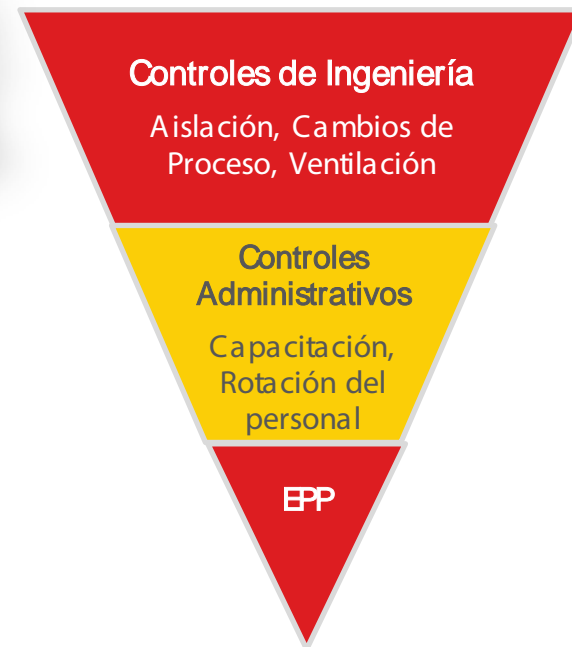 Controles de Ingeniería
Aislación, Cambios de
Proceso, Ventilación
Controles
Administrativos
Capacitación,
Rotación del
personal
EPP